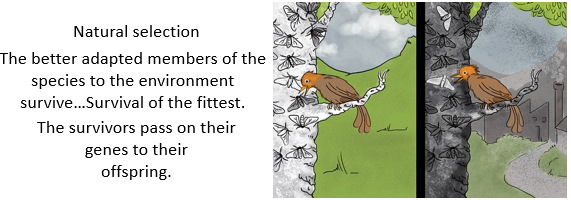 Natural selection
The better adapted members of the
species to the environment
survive...Survival of the fittest.
The survivors pass on their
genes to their
offspring.